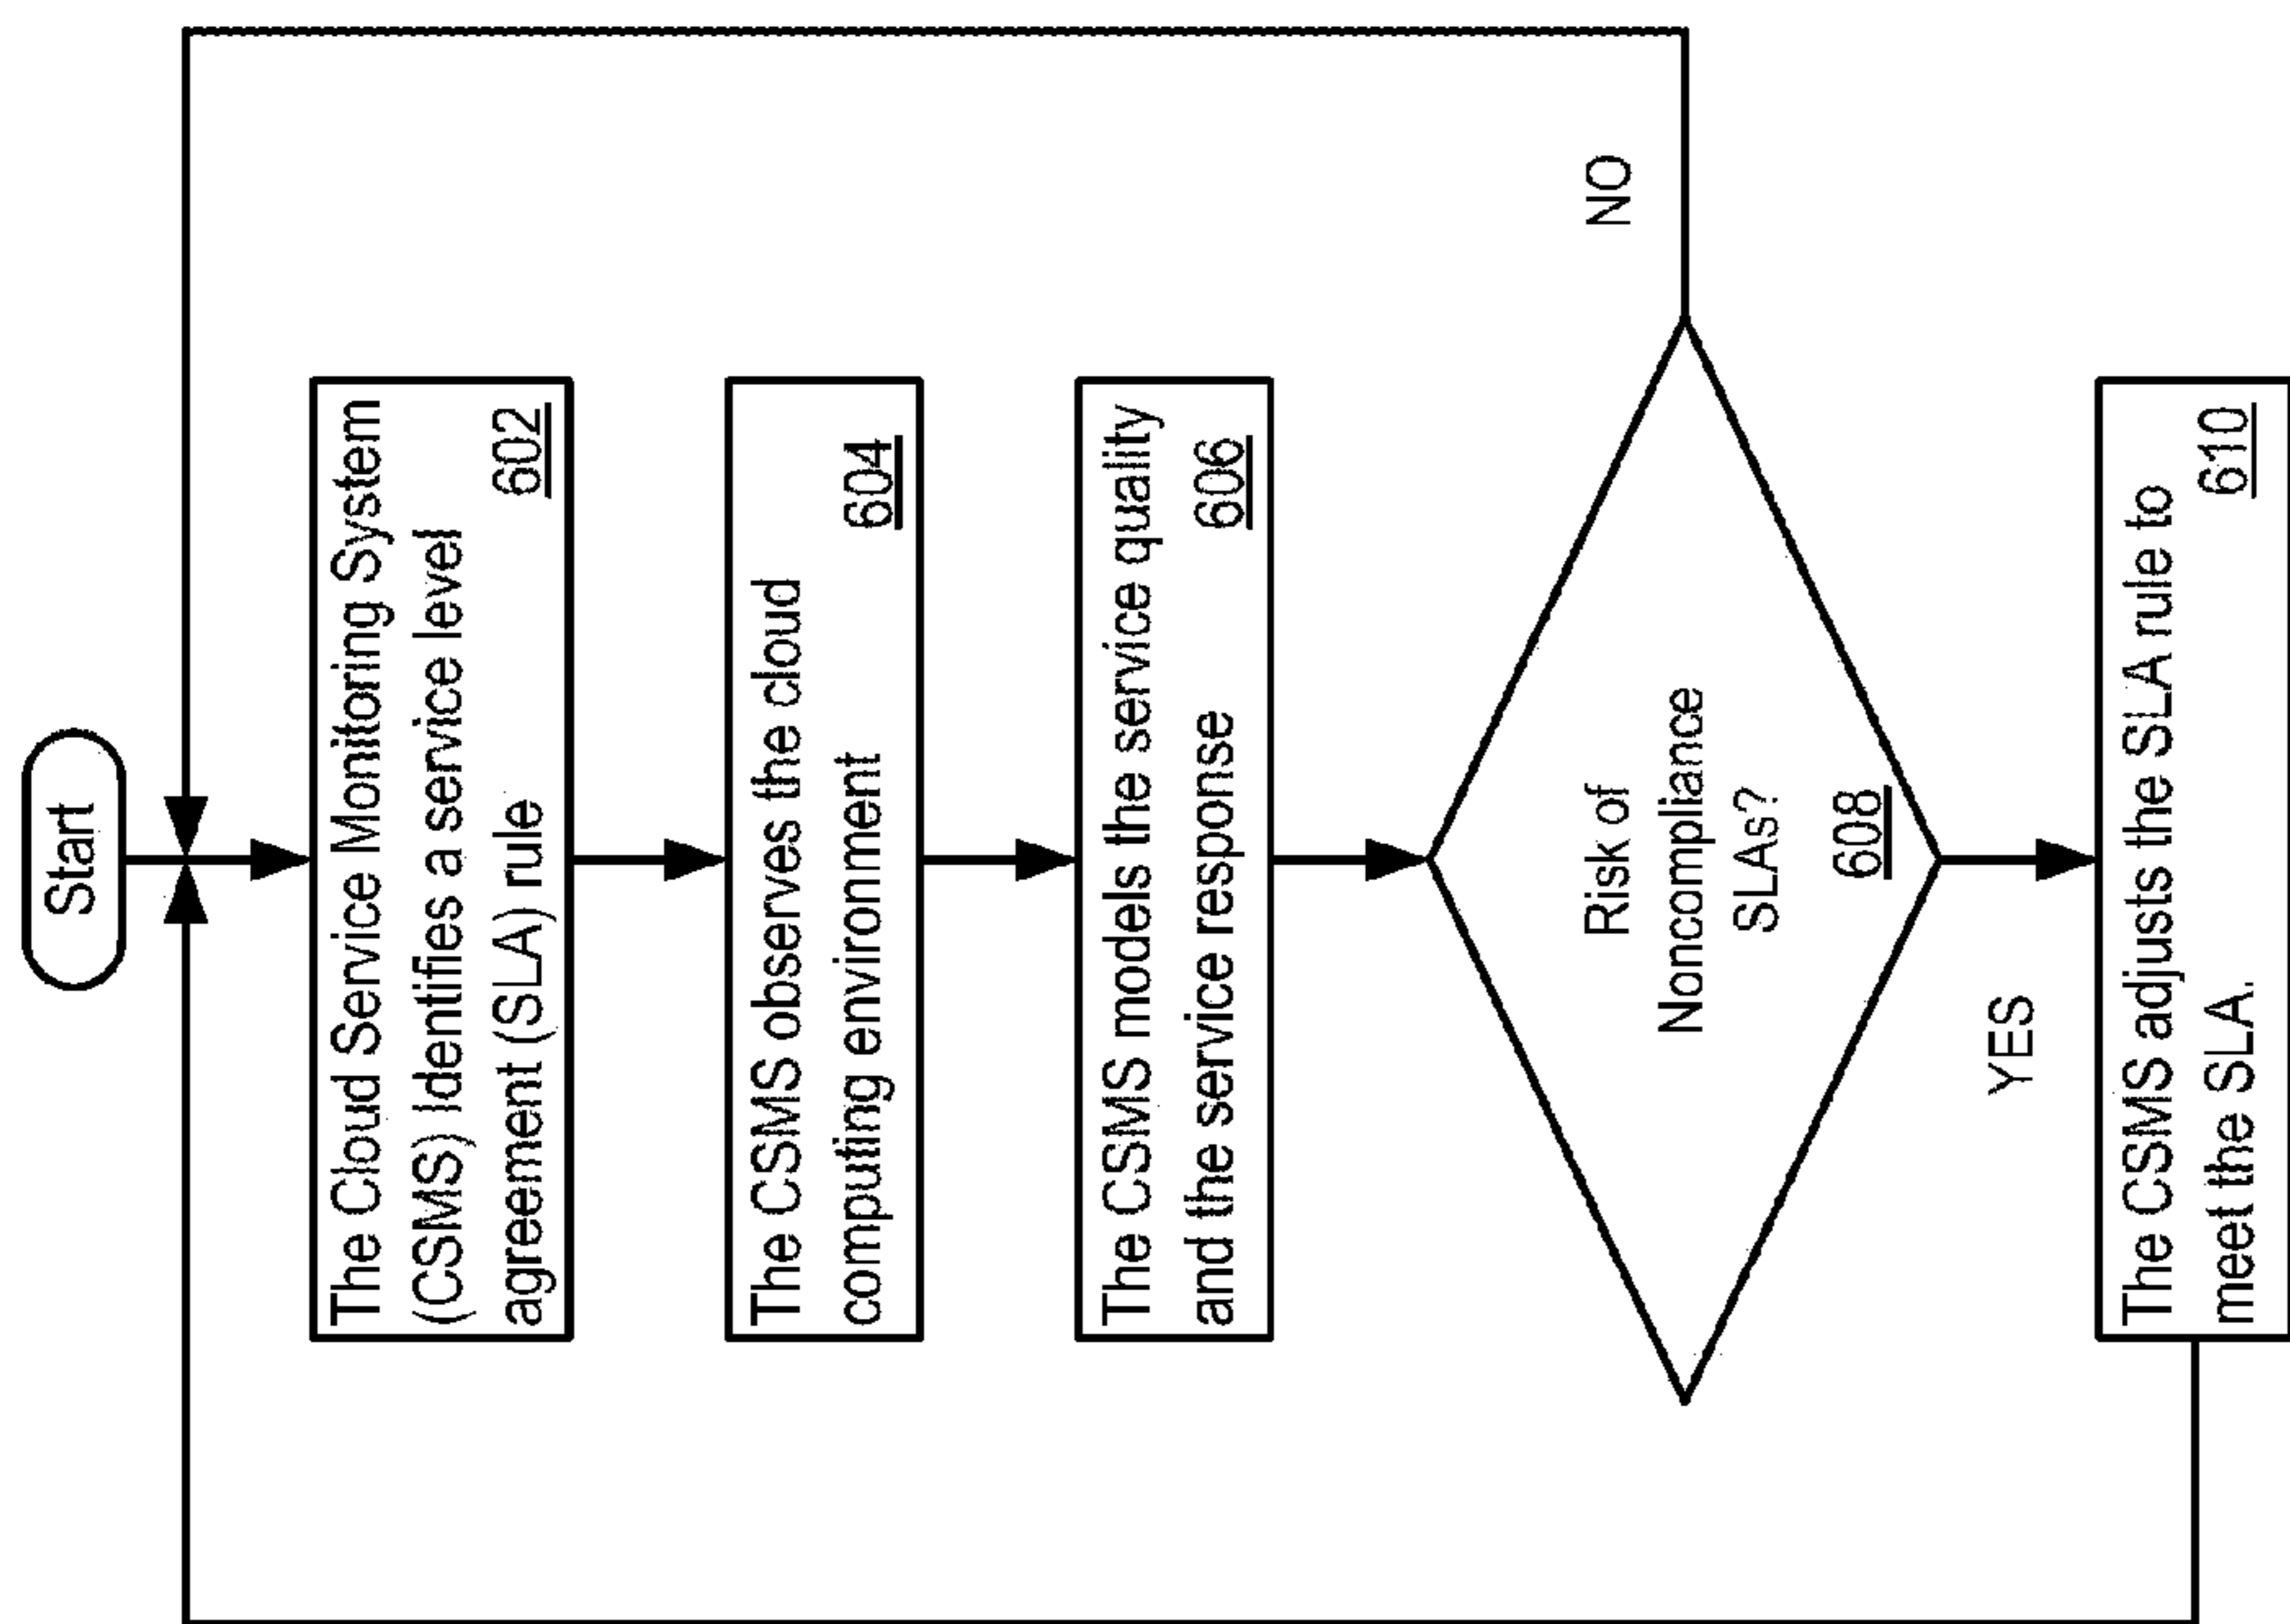 Start
The Cloud Service Monitoring System
(CSMS) Identifies a service level
agreement (SLA) rule
602
The CSMS observes the cloud
computing environment
604
The CSMS models the service quality
and the service response
606
Risk of
Noncompliance
SLAs?
608
NO
YES
The CSMS adjusts the SLA rule to
meet the SLA.
610